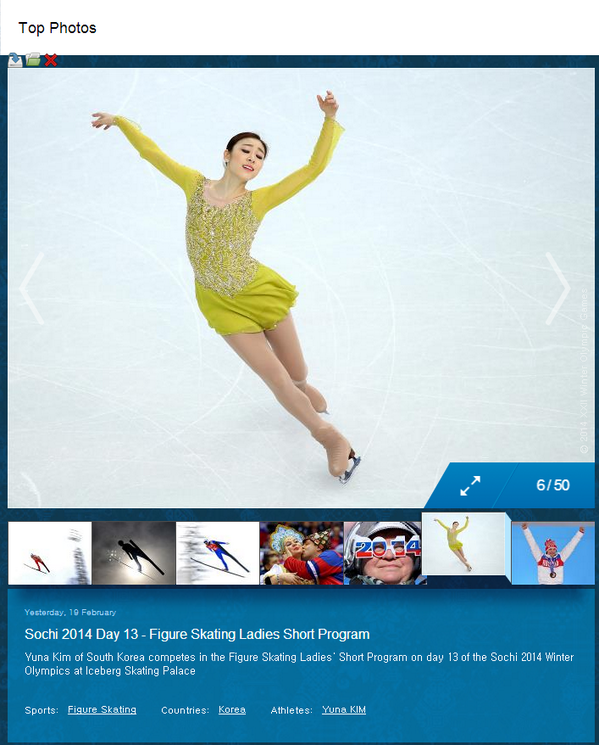 Top Photos
© 2014 XXII Winter Olympic Games
6/50
2014
Yesterday, 19 February
Sochi 2014 Day 13 - Figure Skating Ladies Short Program
Yuna Kim of South Korea competes in the Figure Skating Ladies' Short Program on day 13 of the Sochi 2014 Winter
Olympics at Iceberg Skating Palace
Sports: Figure Skating Countries: Korea Athletes: Yuna KIM